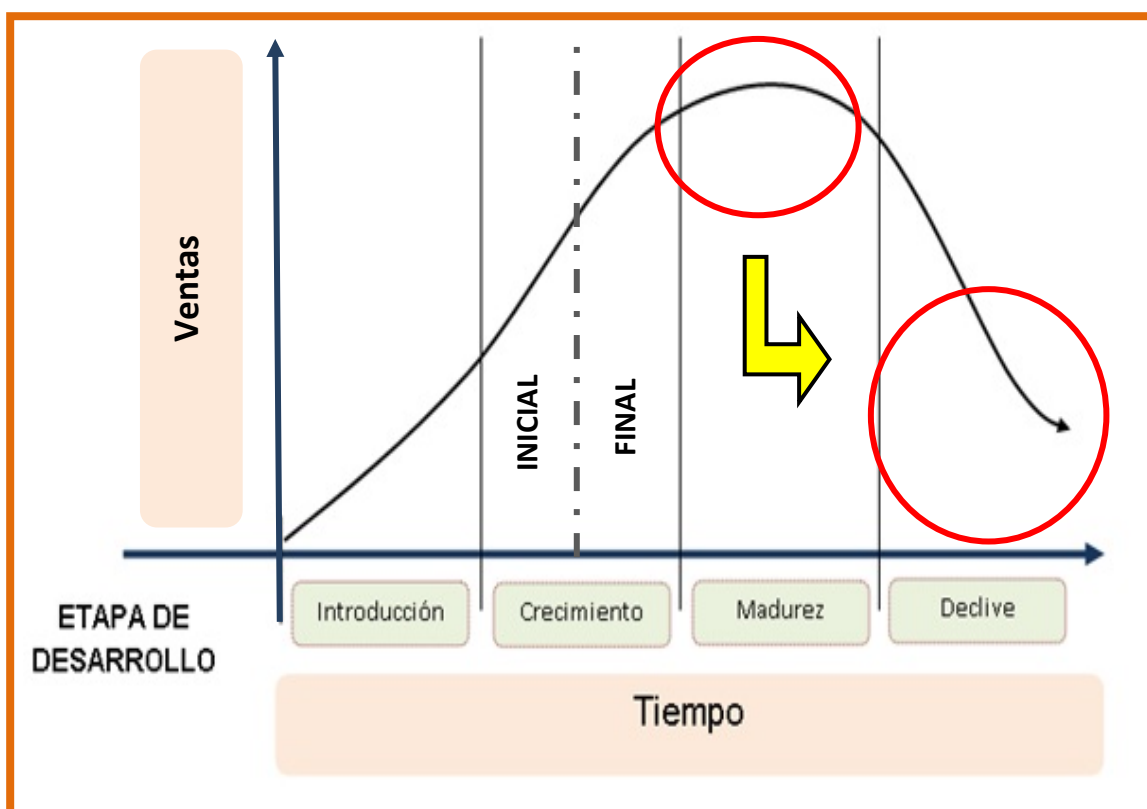 Ventas
INICIAL
FINAL
ETAPA DE
DESARROLLO
Introducción
Crecimiento
Madurez
Declive
Tiempo